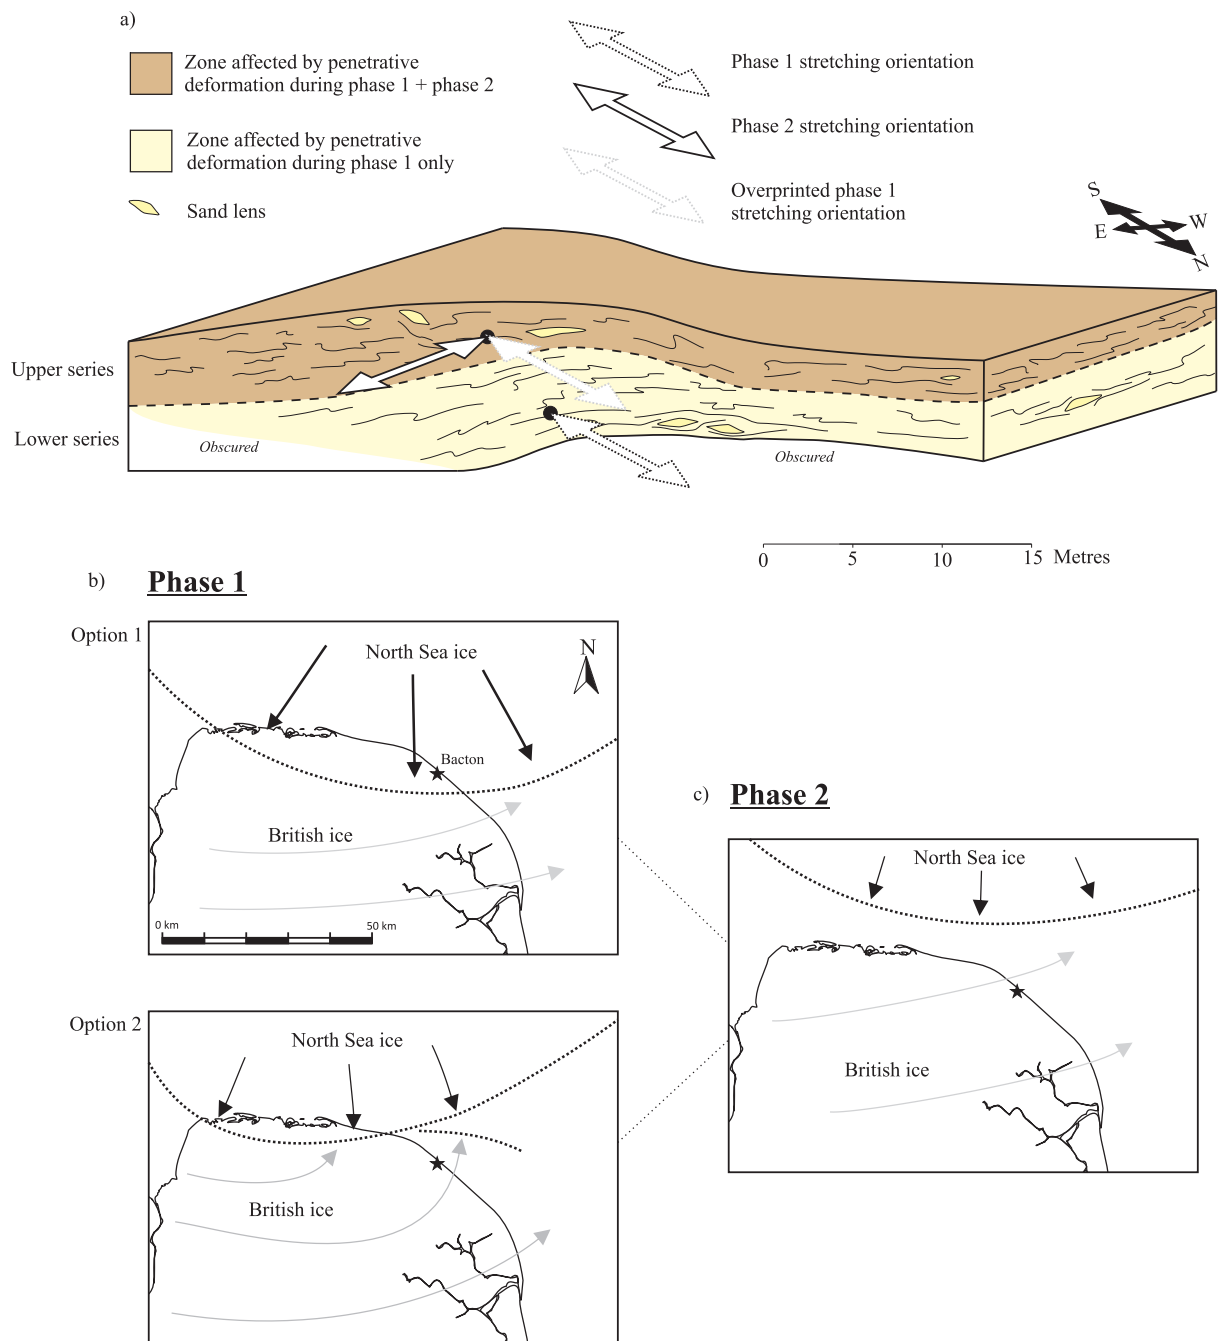 a)
Zone affected by penetrative
deformation during phase 1 + phase 2
Zone affected by penetrative
deformation during phase 1 only
Sand lens
Phase 1 stretching orientation
Phase 2 stretching orientation
Overprinted phase 1
stretching orientation
S
E
W
N
Upper series
Lower series
Obscured
Obscured
0
5
10
15
Metres
b)
Phase 1
Option 1
North Sea ice
N
Bacton
British ice
0 km
50 km
Option 2
North Sea ice
British ice
c)
Phase 2
North Sea ice
British ice